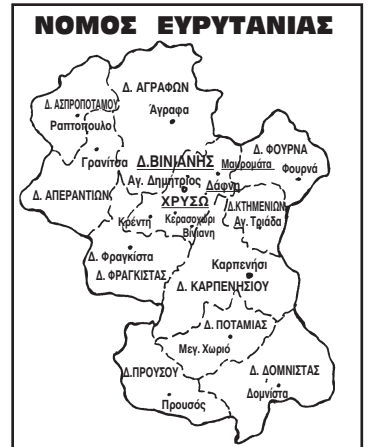 ΝΟΜΟΣ ΕΥΡΥΤΑΝΙΑΣ
Δ. ΑΓΡΑΦΩΝ
Δ. ΑΣΠΡΟΠΟΤΑΜΟΥ
Άγραφα
Ραπτοπουλο
Δ. ΦΟΥΡΝΑ
Γρανίτσα
Δ.ΒΙΝΙΑΝΗΣ
Μαυρομάτα
Φουρνά
Αγ. Δημήτριος
Δάφνη
Δ. ΑΠΕΡΑΝΤΙΩΝ
ΧΡΥΣΩ
Δ.ΚΤΗΜΕΝΙΩΝ
Κρέντη
Κερασοχώρι
Αγ. Τριάδα
Βίνιανη
Δ. Φραγκίστα
Καρπενήσι
Δ. ΦΡΑΓΚΙΣΤΑΣ
Δ. ΚΑΡΠΕΝΗΣΙΟΥ
Δ. ΠΟΤΑΜΙΑΣ
Μεγ. Χωριό
Δ.ΠΡΟΥΣΟΥ
Δ. ΔΟΜΝΙΣΤΑΣ
Προυσός
Δομνίστα